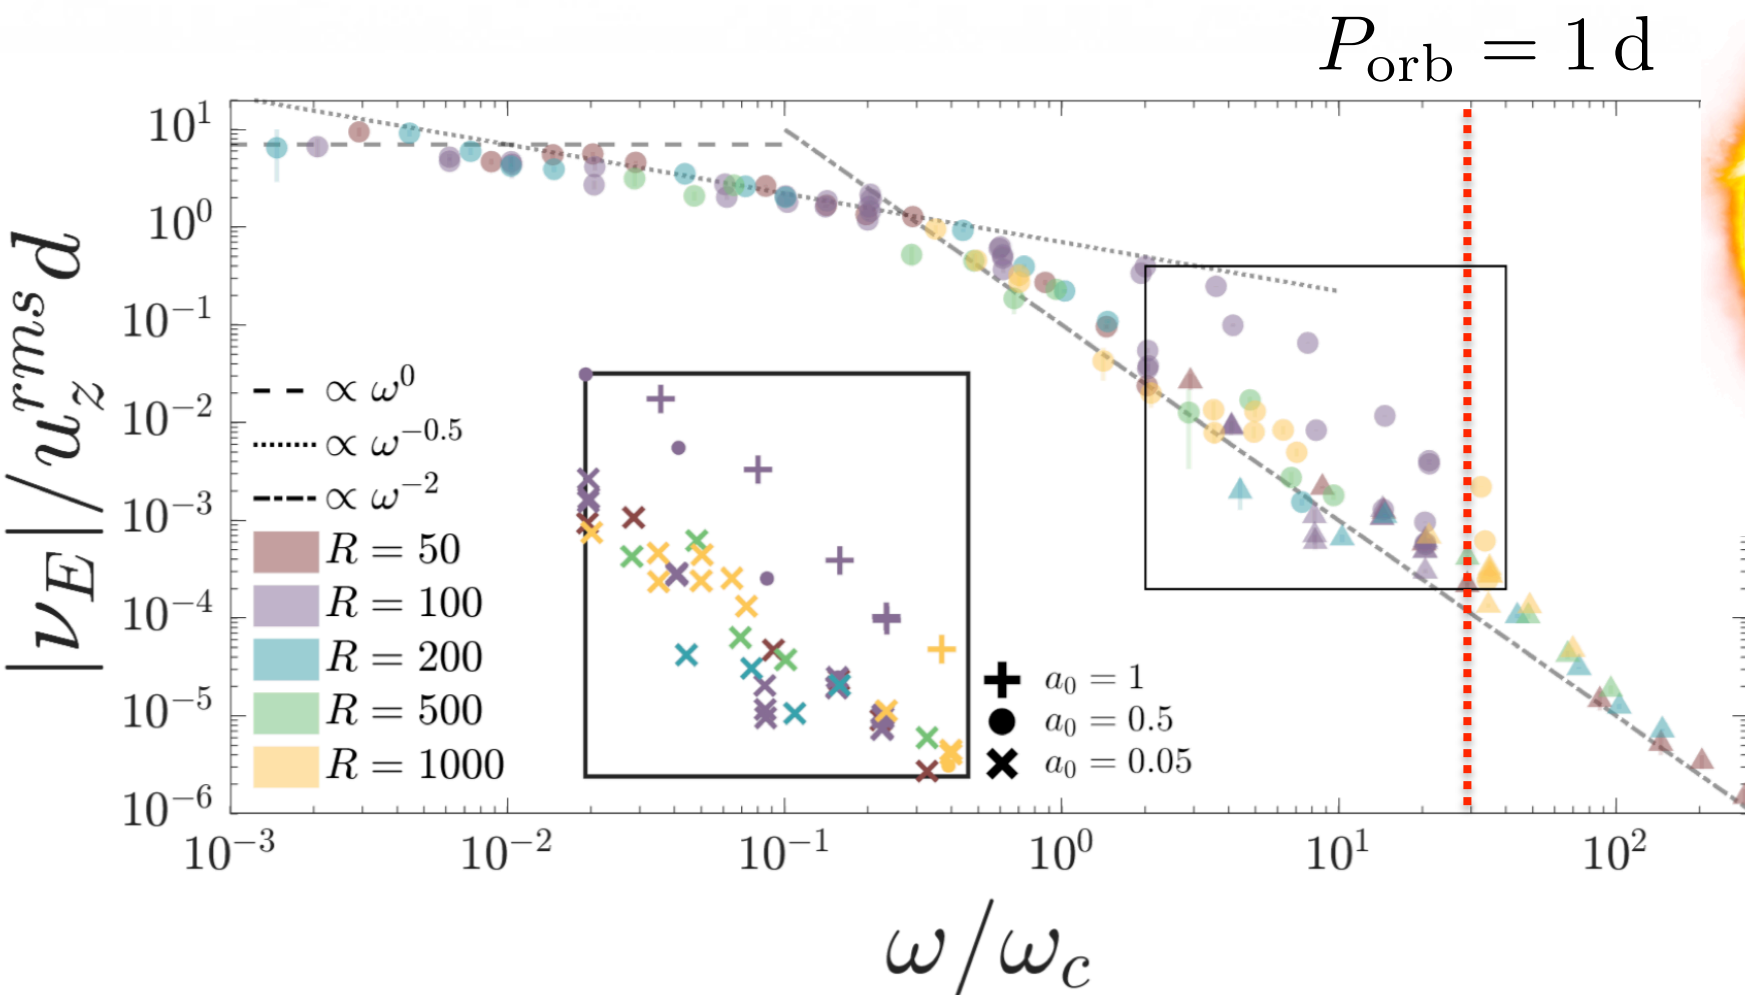 P_orb = 1 d
|ν_E|/u_z^{rms} d
10^1
10^0
10^{-1}
10^{-2}
10^{-3}
10^{-4}
10^{-5}
10^{-6}
∝ ω^0
∝ ω^{-0.5}
∝ ω^{-2}
R = 50
R = 100
R = 200
R = 500
R = 1000
a_0 = 1
a_0 = 0.5
a_0 = 0.05
10^{-3} 10^{-2} 10^{-1} 10^0 10^1 10^2
ω/ω_c